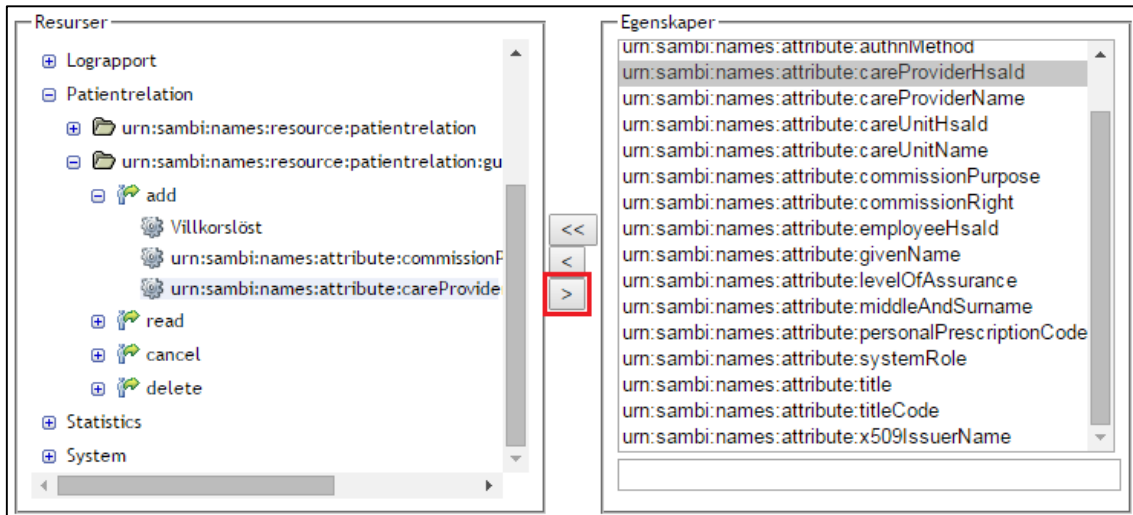 Resurser
Lograpport
Patientrelation
urn:sambi:names:resource:patientrelation
urn:sambi:names:resource:patientrelation:gu
add
Villkorslöst
urn:sambi:names:attribute:commissionP
urn:sambi:names:attribute:careProvide
read
cancel
delete
Statistics
System
<<
<
>
Egenskaper
urn:sambi:names:attribute:authnMethod
urn:sambi:names:attribute:careProviderHsaId
urn:sambi:names:attribute:careProviderName
urn:sambi:names:attribute:careUnitHsaId
urn:sambi:names:attribute:careUnitName
urn:sambi:names:attribute:commissionPurpose
urn:sambi:names:attribute:commissionRight
urn:sambi:names:attribute:employeeHsaId
urn:sambi:names:attribute:givenName
urn:sambi:names:attribute:levelOfAssurance
urn:sambi:names:attribute:middleAndSurname
urn:sambi:names:attribute:personalPrescriptionCode
urn:sambi:names:attribute:systemRole
urn:sambi:names:attribute:title
urn:sambi:names:attribute:titleCode
urn:sambi:names:attribute:x509IssuerName